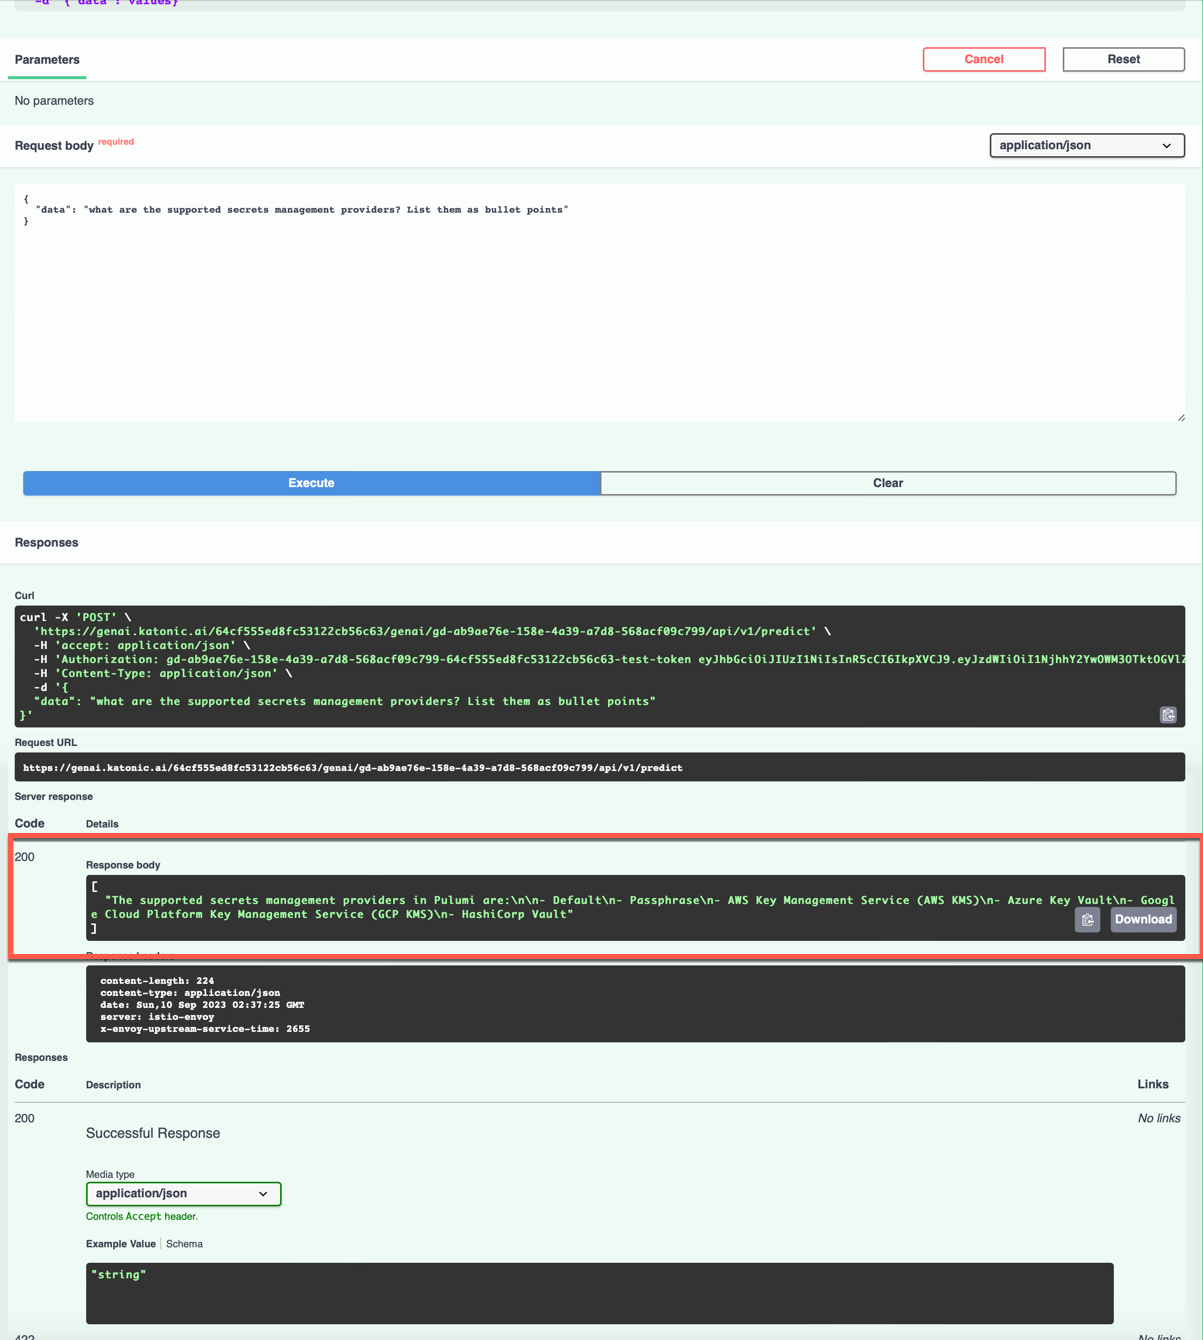 -d '{"data": values}'
Parameters
Cancel
Reset
No parameters
Request body required
application/json
{
"data": "what are the supported secrets management providers? List them as bullet points"
}
Execute
Clear
Responses
Curl
curl -X 'POST' \
'https://genai.katonic.ai/64cf555ed8fc53122cb56c63/genai/gd-ab9ae76e-158e-4a39-a7d8-568acf09c799/api/v1/predict' \
-H 'accept: application/json' \
-H 'Authorization: gd-ab9ae76e-158e-4a39-a7d8-568acf09c799-64cf555ed8fc53122cb56c63-test-token eyJhbGciOiJIUzI1NiIsInR5cCI6IkpXVCJ9.eyJzdWIiOiI1NjhhY2YwOWM3OTktOGVlZ
-H 'Content-Type: application/json' \
-d '{
"data": "what are the supported secrets management providers? List them as bullet points"
}'
Request URL
https://genai.katonic.ai/64cf555ed8fc53122cb56c63/genai/gd-ab9ae76e-158e-4a39-a7d8-568acf09c799/api/v1/predict
Server response
Code Details
200
Response body
[
"The supported secrets management providers in Pulumi are:\n\n- Default\n- Passphrase\n- AWS Key Management Service (AWS KMS)\n- Azure Key Vault\n- Googl
e Cloud Platform Key Management Service (GCP KMS)\n- HashiCorp Vault"
]
Download
Response headers
content-length: 224
content-type: application/json
date: Sun,10 Sep 2023 02:37:25 GMT
server: istio-envoy
x-envoy-upstream-service-time: 2655
Responses
Code Description Links
200 No links
Successful Response
Media type
application/json
Controls Accept header.
Example Value Schema
"string"
422 No links